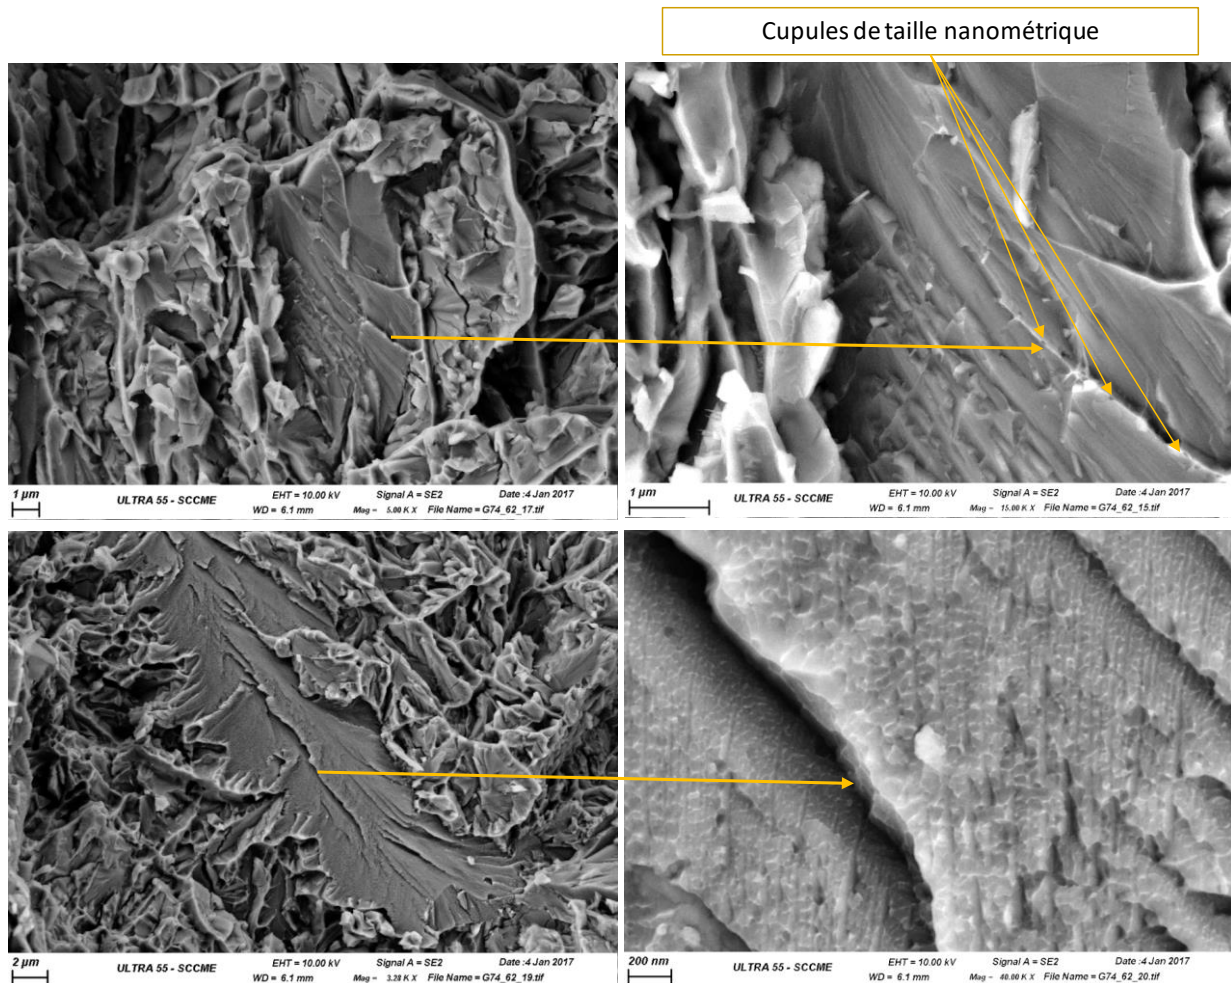 Cupules de taille nanométrique
1 µm
ULTRA 55 - SCCME
EHT = 10.00 kV
Signal A = SE2
Date :4 Jan 2017
WD = 6.1 mm
Mag = 5.00 K X
File Name = G74_62_17.tif
1 µm
ULTRA 55 - SCCME
EHT = 10.00 kV
Signal A = SE2
Date :4 Jan 2017
WD = 6.1 mm
Mag = 15.00 K X
File Name = G74_62_15.tif
2 µm
ULTRA 55 - SCCME
EHT = 10.00 kV
Signal A = SE2
Date :4 Jan 2017
WD = 6.1 mm
Mag = 3.28 K X
File Name = G74_62_19.tif
200 nm
ULTRA 55 - SCCME
EHT = 10.00 kV
Signal A = SE2
Date :4 Jan 2017
WD = 6.1 mm
Mag = 40.00 K X
File Name = G74_62_20.tif